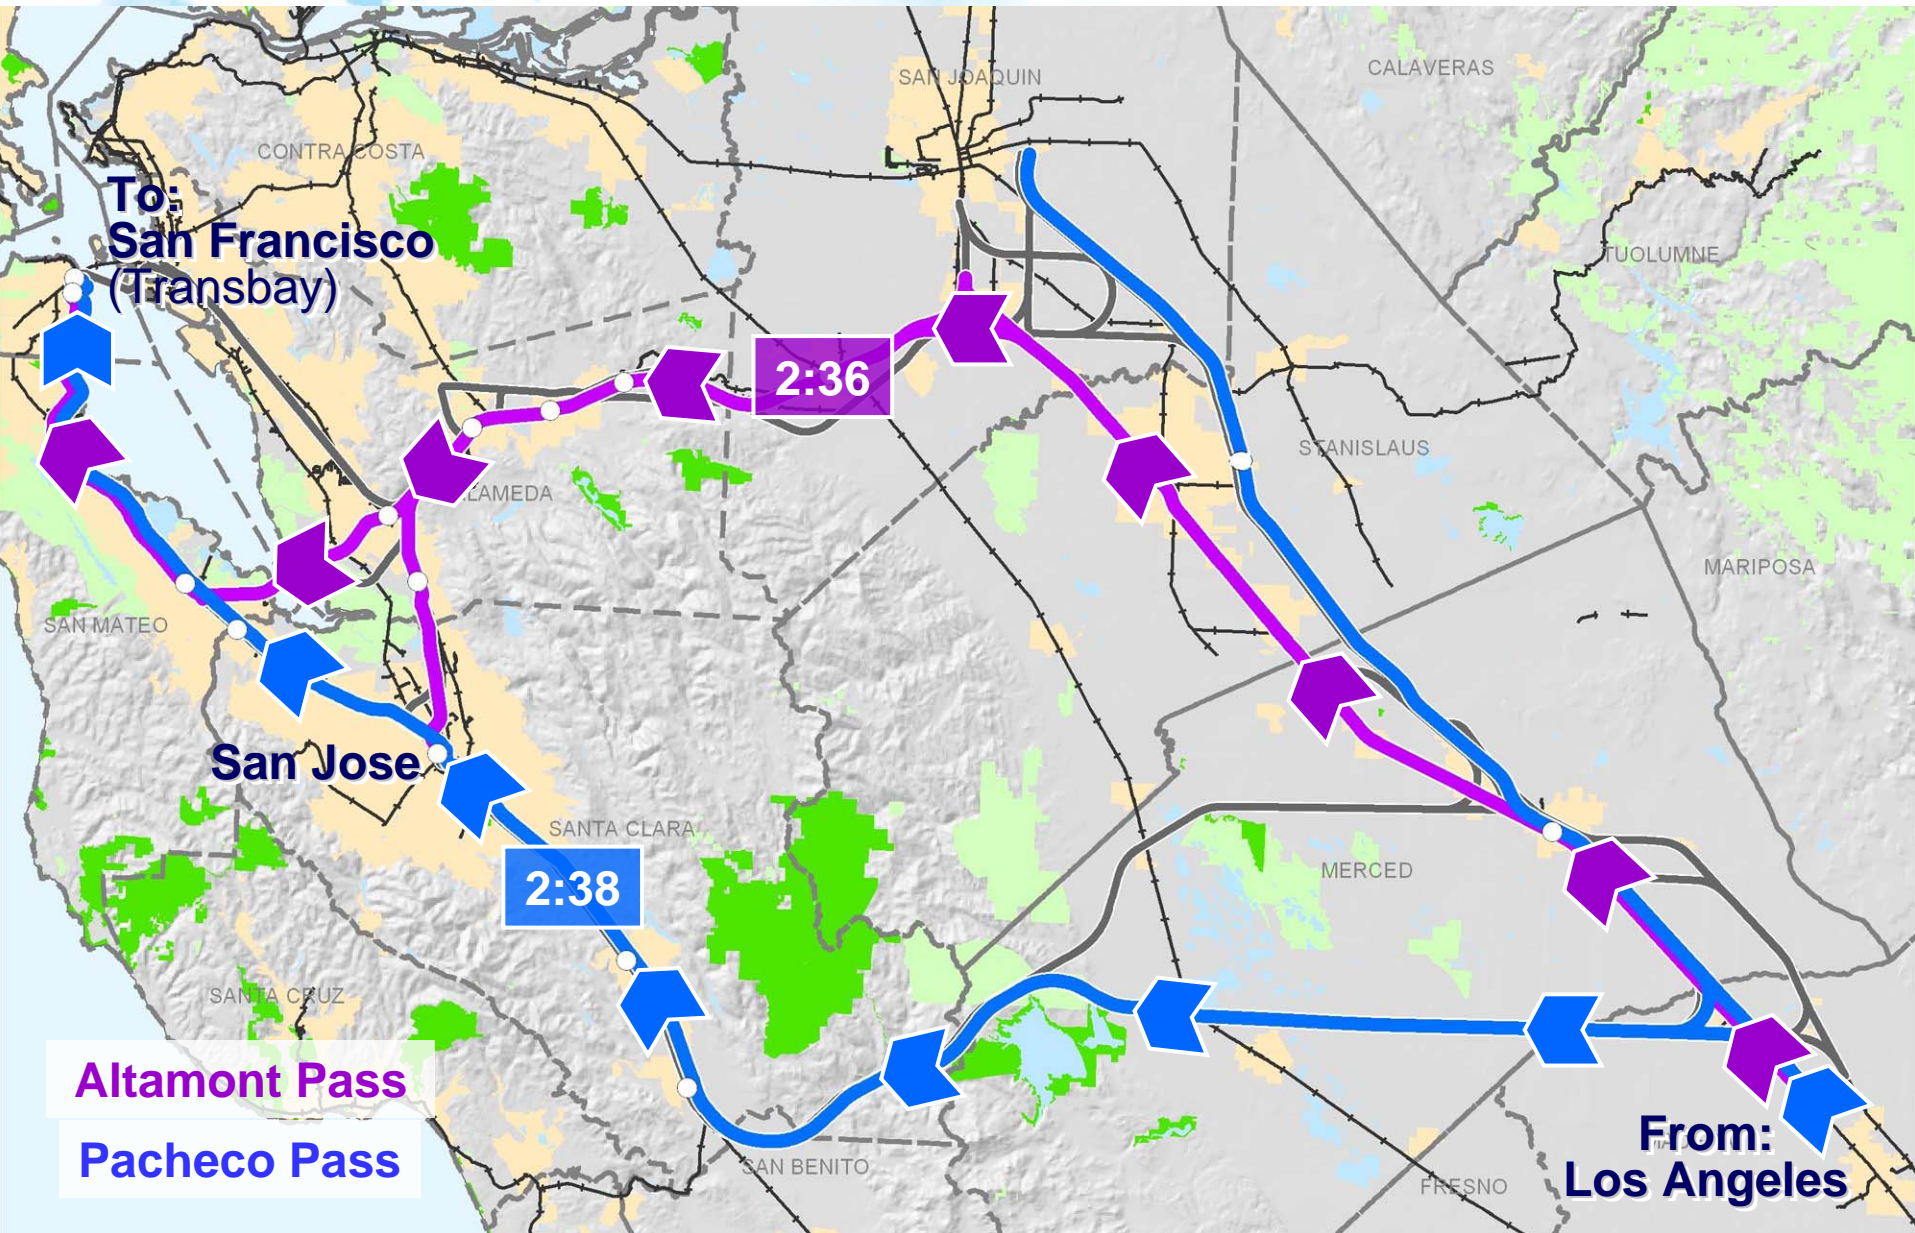 SAN JOAQUIN
CALAVERAS
CONTRA COSTA
To:
San Francisco
(Transbay)
TUOLUMNE
2:36
STANISLAUS
ALAMEDA
MARIPOSA
SAN MATEO
San Jose
SANTA CLARA
MERCED
2:38
SANTA CRUZ
Altamont Pass
Pacheco Pass
From:
Los Angeles
SAN BENITO
FRESNO